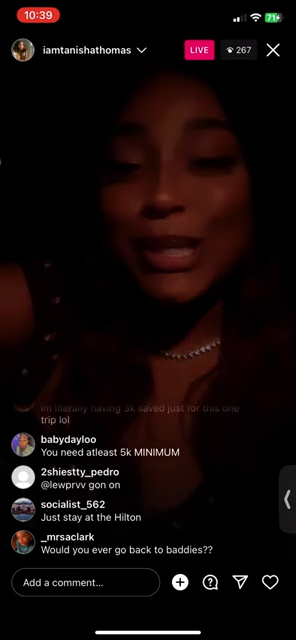 10:39
71
iamtanishathomas
LIVE
267
Im literally having 3k saved just for this one
trip lol
babydayloo
You need atleast 5k MINIMUM
2shiestty_pedro
@lewprvv gon on
socialist_562
Just stay at the Hilton
_mrsaclark
Would you ever go back to baddies??
Add a comment...